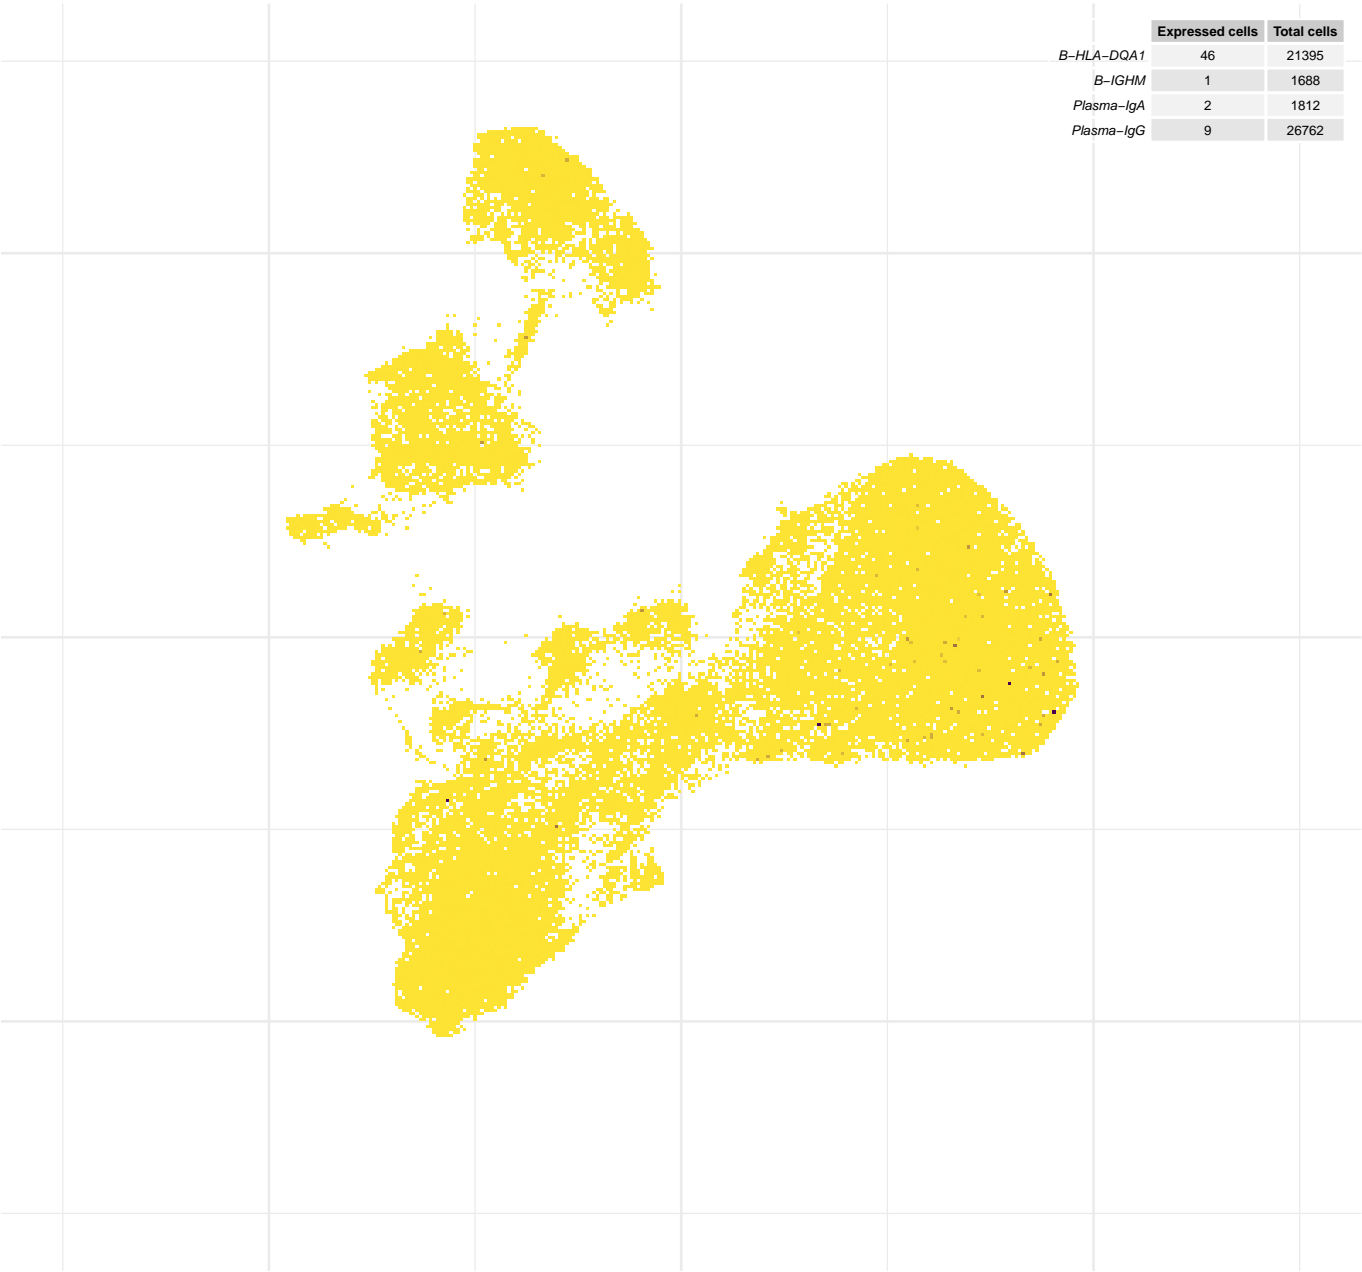 Expressed cells Total cells
B−HLA−DQA1 46 21395
B−IGHM 1 1688
Plasma−IgA 2 1812
Plasma−IgG 9 26762